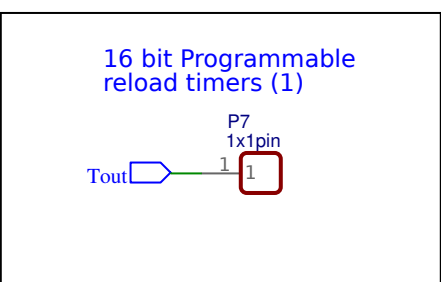 16 bit Programmable
reload timers (1)
P7
1x1pin
Tout
1
1